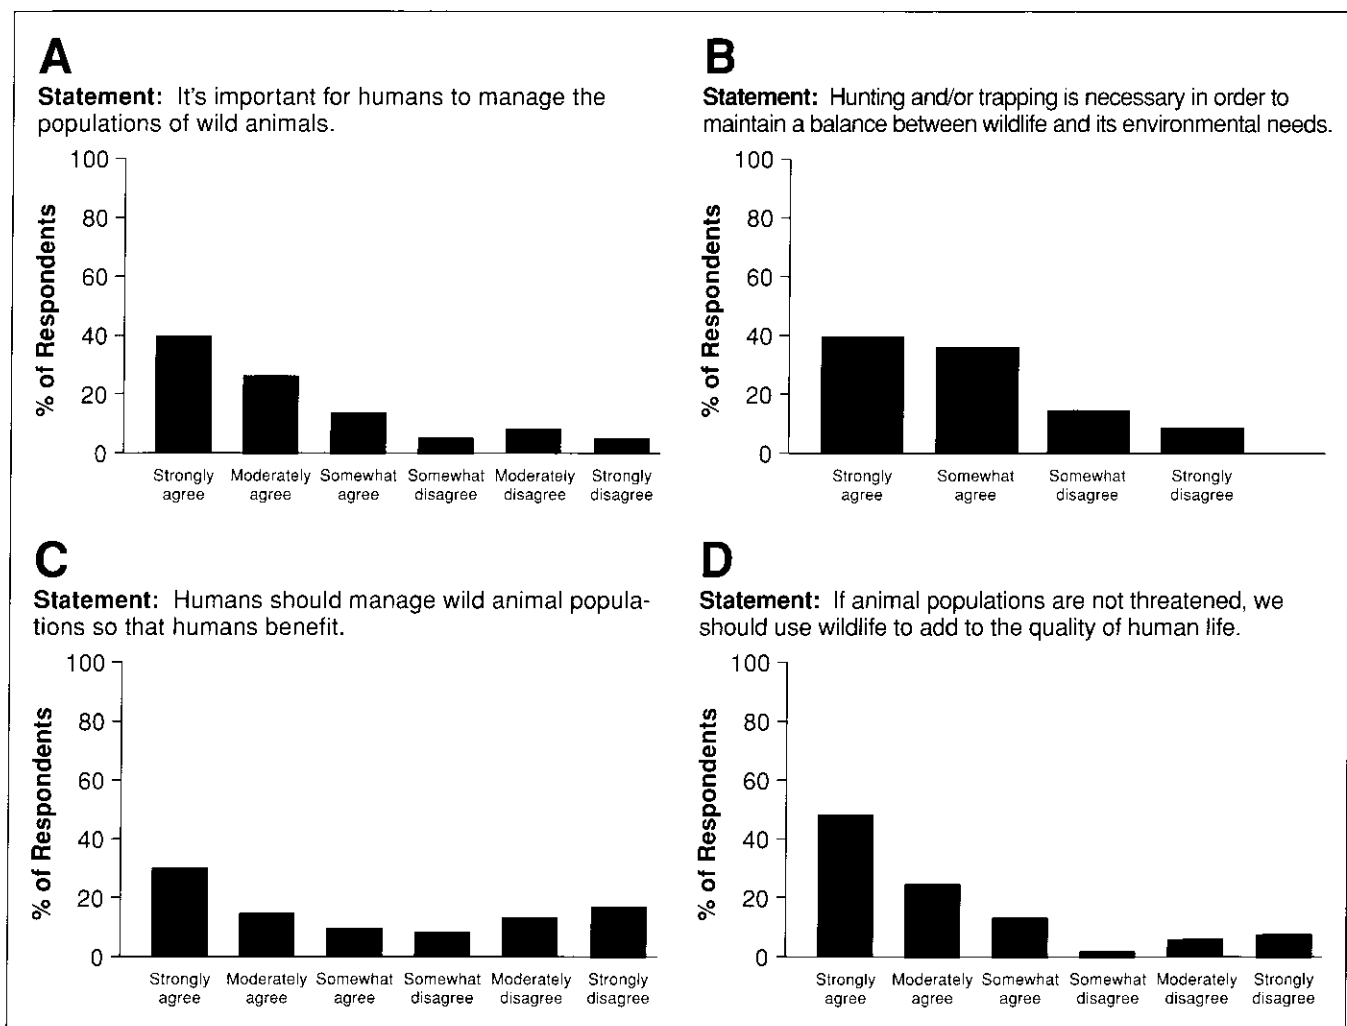 A
Statement: It's important for humans to manage the
populations of wild animals.
% of Respondents
100
80
60
40
20
0
Strongly agree
Moderately agree
Somewhat agree
Somewhat disagree
Moderately disagree
Strongly disagree
B
Statement: Hunting and/or trapping is necessary in order to
maintain a balance between wildlife and its environmental needs.
% of Respondents
100
80
60
40
20
0
Strongly agree
Somewhat agree
Somewhat disagree
Strongly disagree
C
Statement: Humans should manage wild animal popula-
tions so that humans benefit.
% of Respondents
100
80
60
40
20
0
Strongly agree
Moderately agree
Somewhat agree
Somewhat disagree
Moderately disagree
Strongly disagree
D
Statement: If animal populations are not threatened, we
should use wildlife to add to the quality of human life.
% of Respondents
100
80
60
40
20
0
Strongly agree
Moderately agree
Somewhat agree
Somewhat disagree
Moderately disagree
Strongly disagree